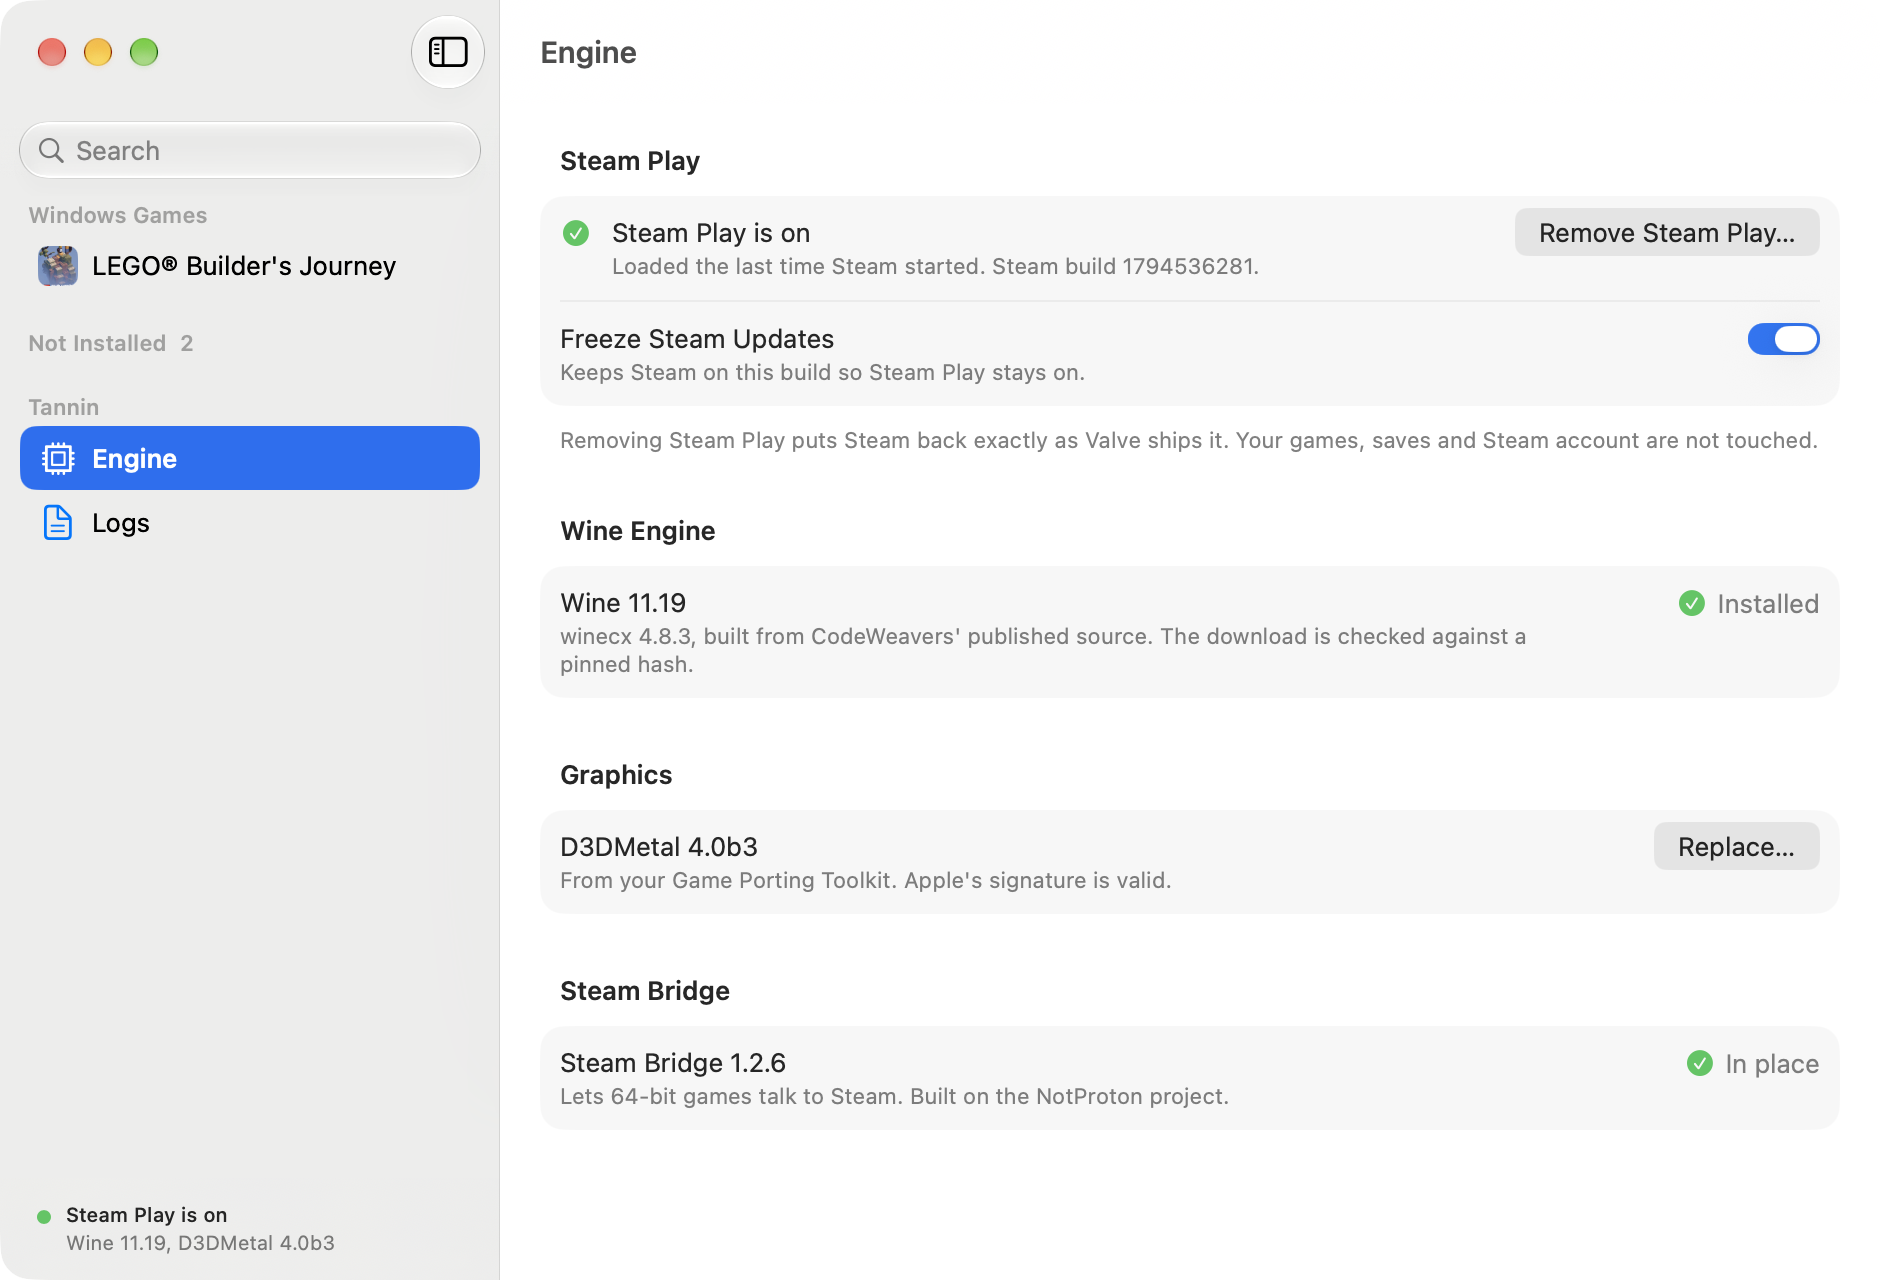 Search
Windows Games
LEGO® Builder's Journey
Not Installed 2
Tannin
Engine
Logs
Steam Play is on
Wine 11.19, D3DMetal 4.0b3
Engine
Steam Play
Steam Play is on
Remove Steam Play...
Loaded the last time Steam started. Steam build 1794536281.
Freeze Steam Updates
Keeps Steam on this build so Steam Play stays on.
Removing Steam Play puts Steam back exactly as Valve ships it. Your games, saves and Steam account are not touched.
Wine Engine
Wine 11.19
Installed
winecx 4.8.3, built from CodeWeavers' published source. The download is checked against a
pinned hash.
Graphics
D3DMetal 4.0b3
Replace...
From your Game Porting Toolkit. Apple's signature is valid.
Steam Bridge
Steam Bridge 1.2.6
In place
Lets 64-bit games talk to Steam. Built on the NotProton project.